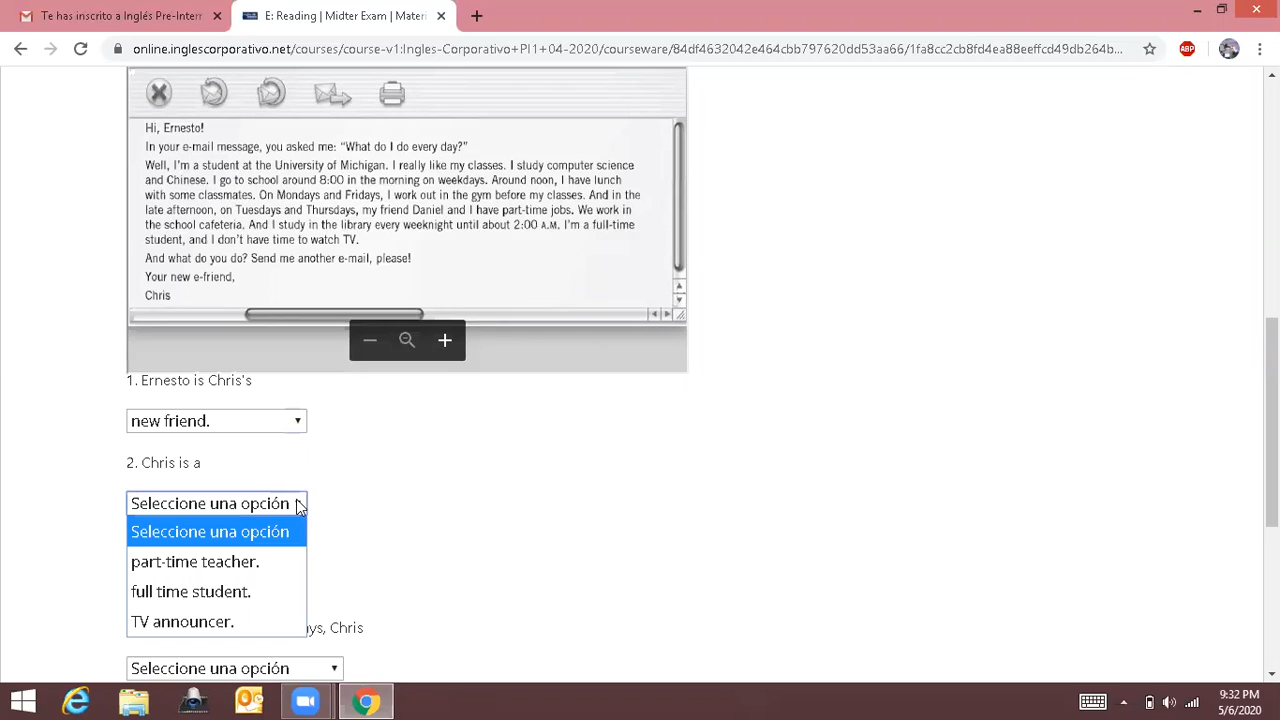 Te has inscrito a Inglés Pre-Interm
E: Reading | Midter Exam | Mater
online.inglescorporativo.net/courses/course-v1:Ingles-Corporativo+PI1+04-2020/courseware/84df4632042e464cbb797620dd53aa66/1fa8cc2cb8fd4ea88eeffcd49db264b...
ABP
Hi, Ernesto!
In your e-mail message, you asked me: “What do I do every day?”
Well, I'm a student at the University of Michigan. I really like my classes. I study computer science
and Chinese. I go to school around 8:00 in the morning on weekdays. Around noon, I have lunch
with some classmates. On Mondays and Fridays, I work out in the gym before my classes. And in the
late afternoon, on Tuesdays and Thursdays, my friend Daniel and I have part-time jobs. We work in
the school cafeteria. And I study in the library every weeknight until about 2:00 A.M. I'm a full-time
student, and I don't have time to watch TV.
And what do you do? Send me another e-mail, please!
Your new e-friend,
Chris
1. Ernesto is Chris's
new friend.
2. Chris is a
Seleccione una opción
Seleccione una opción
part-time teacher.
full time student.
TV announcer.
ys, Chris
Seleccione una opción
9:32 PM
5/6/2020